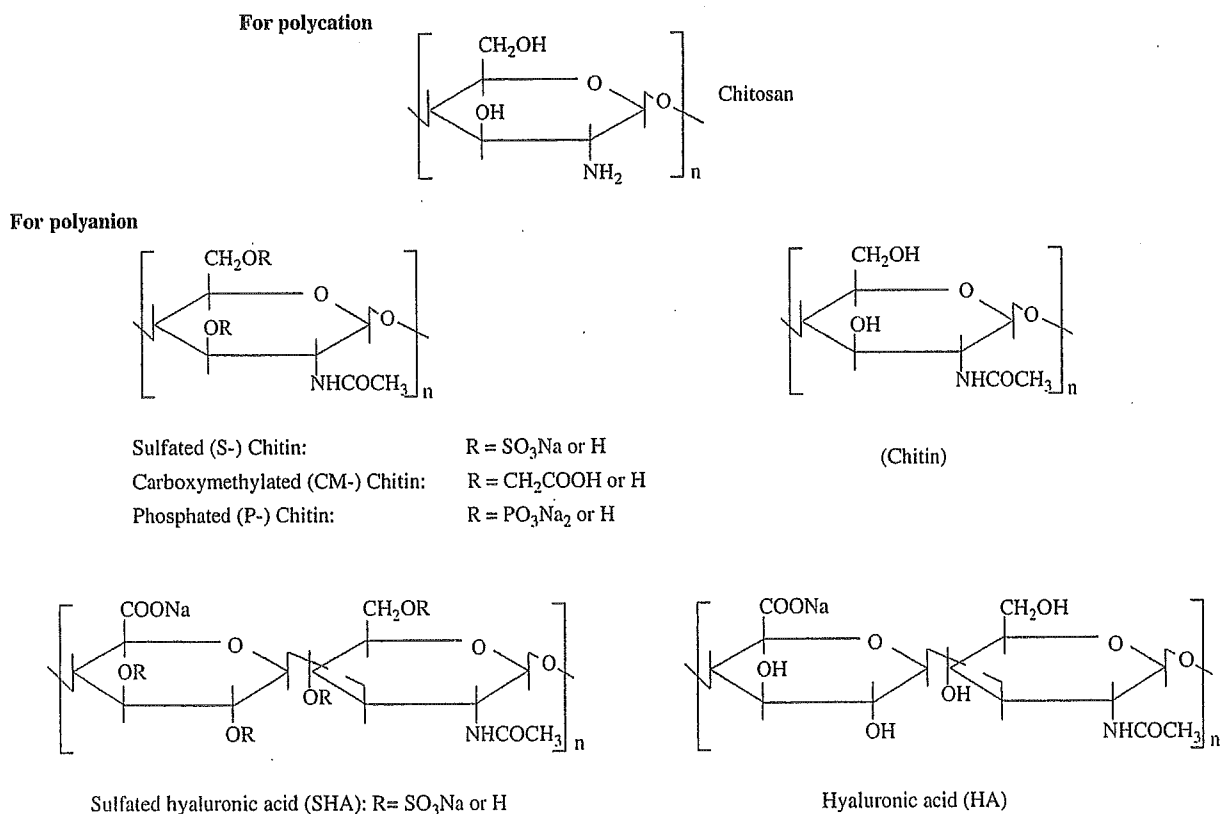 For polycation
CH₂OH
O
OH
O
NH₂
n
Chitosan
For polyanion
CH₂OR
O
OR
O
NHCOCH₃
n
CH₂OH
O
OH
O
NHCOCH₃
n
Sulfated (S-) Chitin: R = SO₃Na or H
Carboxymethylated (CM-) Chitin: R = CH₂COOH or H
Phosphated (P-) Chitin: R = PO₃Na₂ or H
(Chitin)
COONa
O
OR
OR
CH₂OR
O
OR
O
NHCOCH₃
n
COONa
O
OH
OH
CH₂OH
O
OH
O
NHCOCH₃
n
Sulfated hyaluronic acid (SHA): R= SO₃Na or H
Hyaluronic acid (HA)